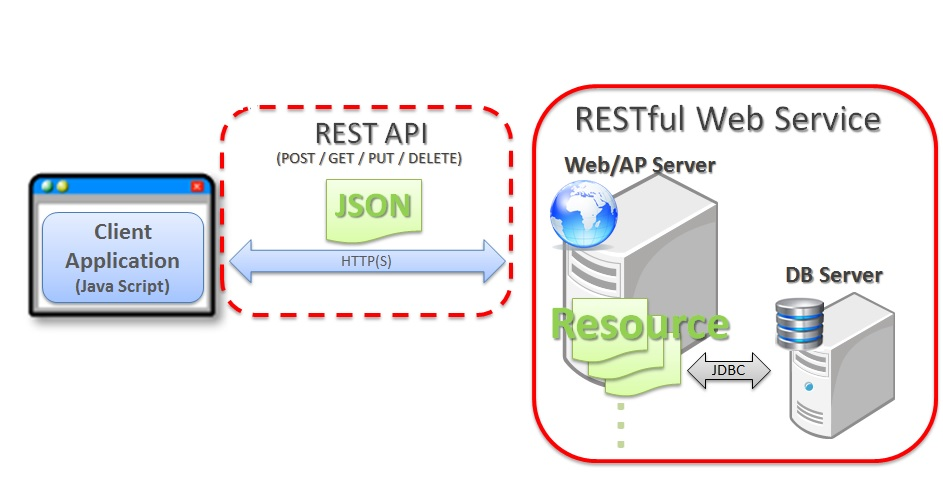 REST API
(POST / GET / PUT / DELETE)
JSON
HTTP(S)
Client
Application
(Java Script)
RESTful Web Service
Web/AP Server
Resource
JDBC
DB Server